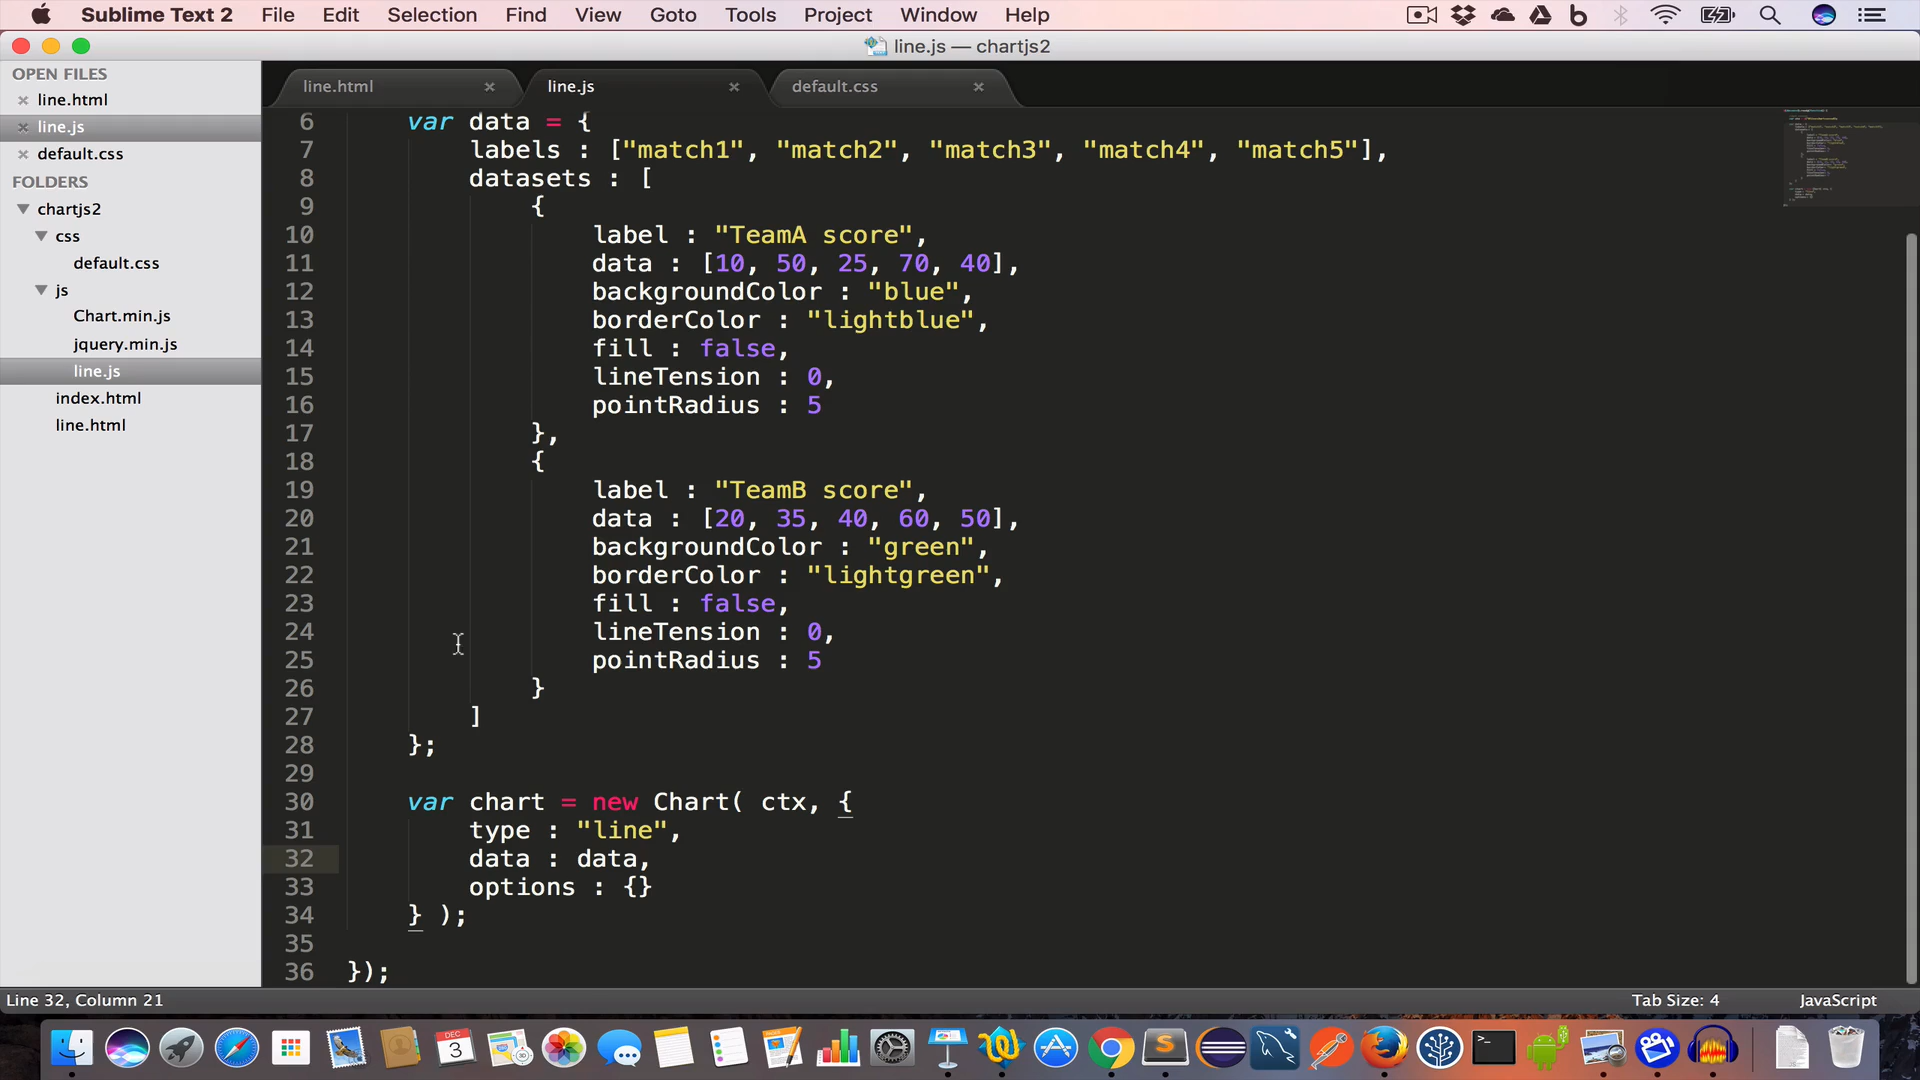 Sublime Text 2 File Edit Selection Find View Goto Tools Project Window Help
line.js — chartjs2
OPEN FILES
line.html
line.js
default.css
FOLDERS
chartjs2
css
default.css
js
Chart.min.js
jquery.min.js
line.js
index.html
line.html
line.html line.js default.css
6 var data = {
7 labels : ["match1", "match2", "match3", "match4", "match5"],
8 datasets : [
9 {
10 label : "TeamA score",
11 data : [10, 50, 25, 70, 40],
12 backgroundColor : "blue",
13 borderColor : "lightblue",
14 fill : false,
15 lineTension : 0,
16 pointRadius : 5
17 },
18 {
19 label : "TeamB score",
20 data : [20, 35, 40, 60, 50],
21 backgroundColor : "green",
22 borderColor : "lightgreen",
23 fill : false,
24 lineTension : 0,
25 pointRadius : 5
26 }
27 ]
28 };
29
30 var chart = new Chart( ctx, {
31 type : "line",
32 data : data,
33 options : {}
34 } );
35
36 });
Line 32, Column 21 Tab Size: 4 JavaScript
DEC
3